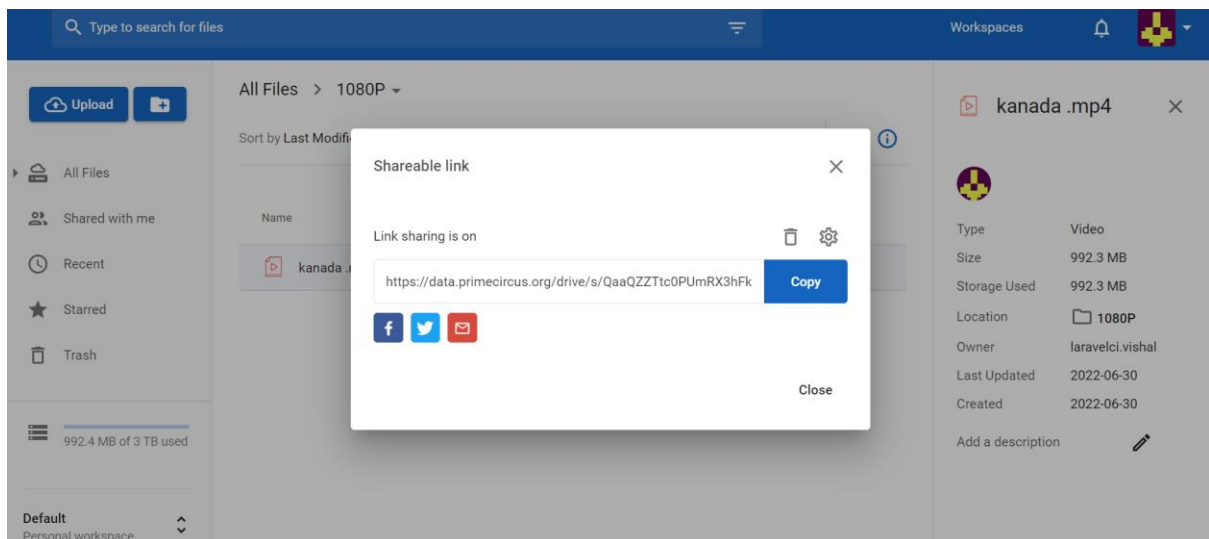 Type to search for files
Workspaces
Upload
All Files
Shared with me
Recent
Starred
Trash
992.4 MB of 3 TB used
Default
Personal workspace
All Files > 1080P
Sort by Last Modifi
Name
kanada .
Shareable link
Link sharing is on
https://data.primecircus.org/drive/s/QaaQZZTtc0PUmRX3hFk
Copy
f
Close
kanada .mp4
Type Video
Size 992.3 MB
Storage Used 992.3 MB
Location 1080P
Owner laravelci.vishal
Last Updated 2022-06-30
Created 2022-06-30
Add a description